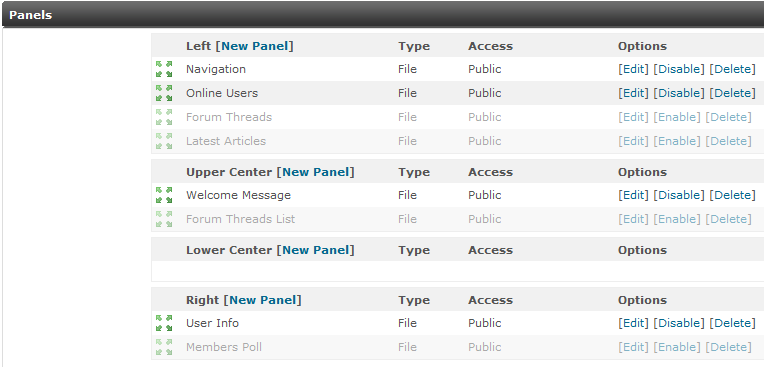 Panels
Left [New Panel] Type Access Options
Navigation File Public [Edit] [Disable] [Delete]
Online Users File Public [Edit] [Disable] [Delete]
Forum Threads File Public [Edit] [Enable] [Delete]
Latest Articles File Public [Edit] [Enable] [Delete]
Upper Center [New Panel] Type Access Options
Welcome Message File Public [Edit] [Disable] [Delete]
Forum Threads List File Public [Edit] [Enable] [Delete]
Lower Center [New Panel] Type Access Options
Right [New Panel] Type Access Options
User Info File Public [Edit] [Disable] [Delete]
Members Poll File Public [Edit] [Enable] [Delete]